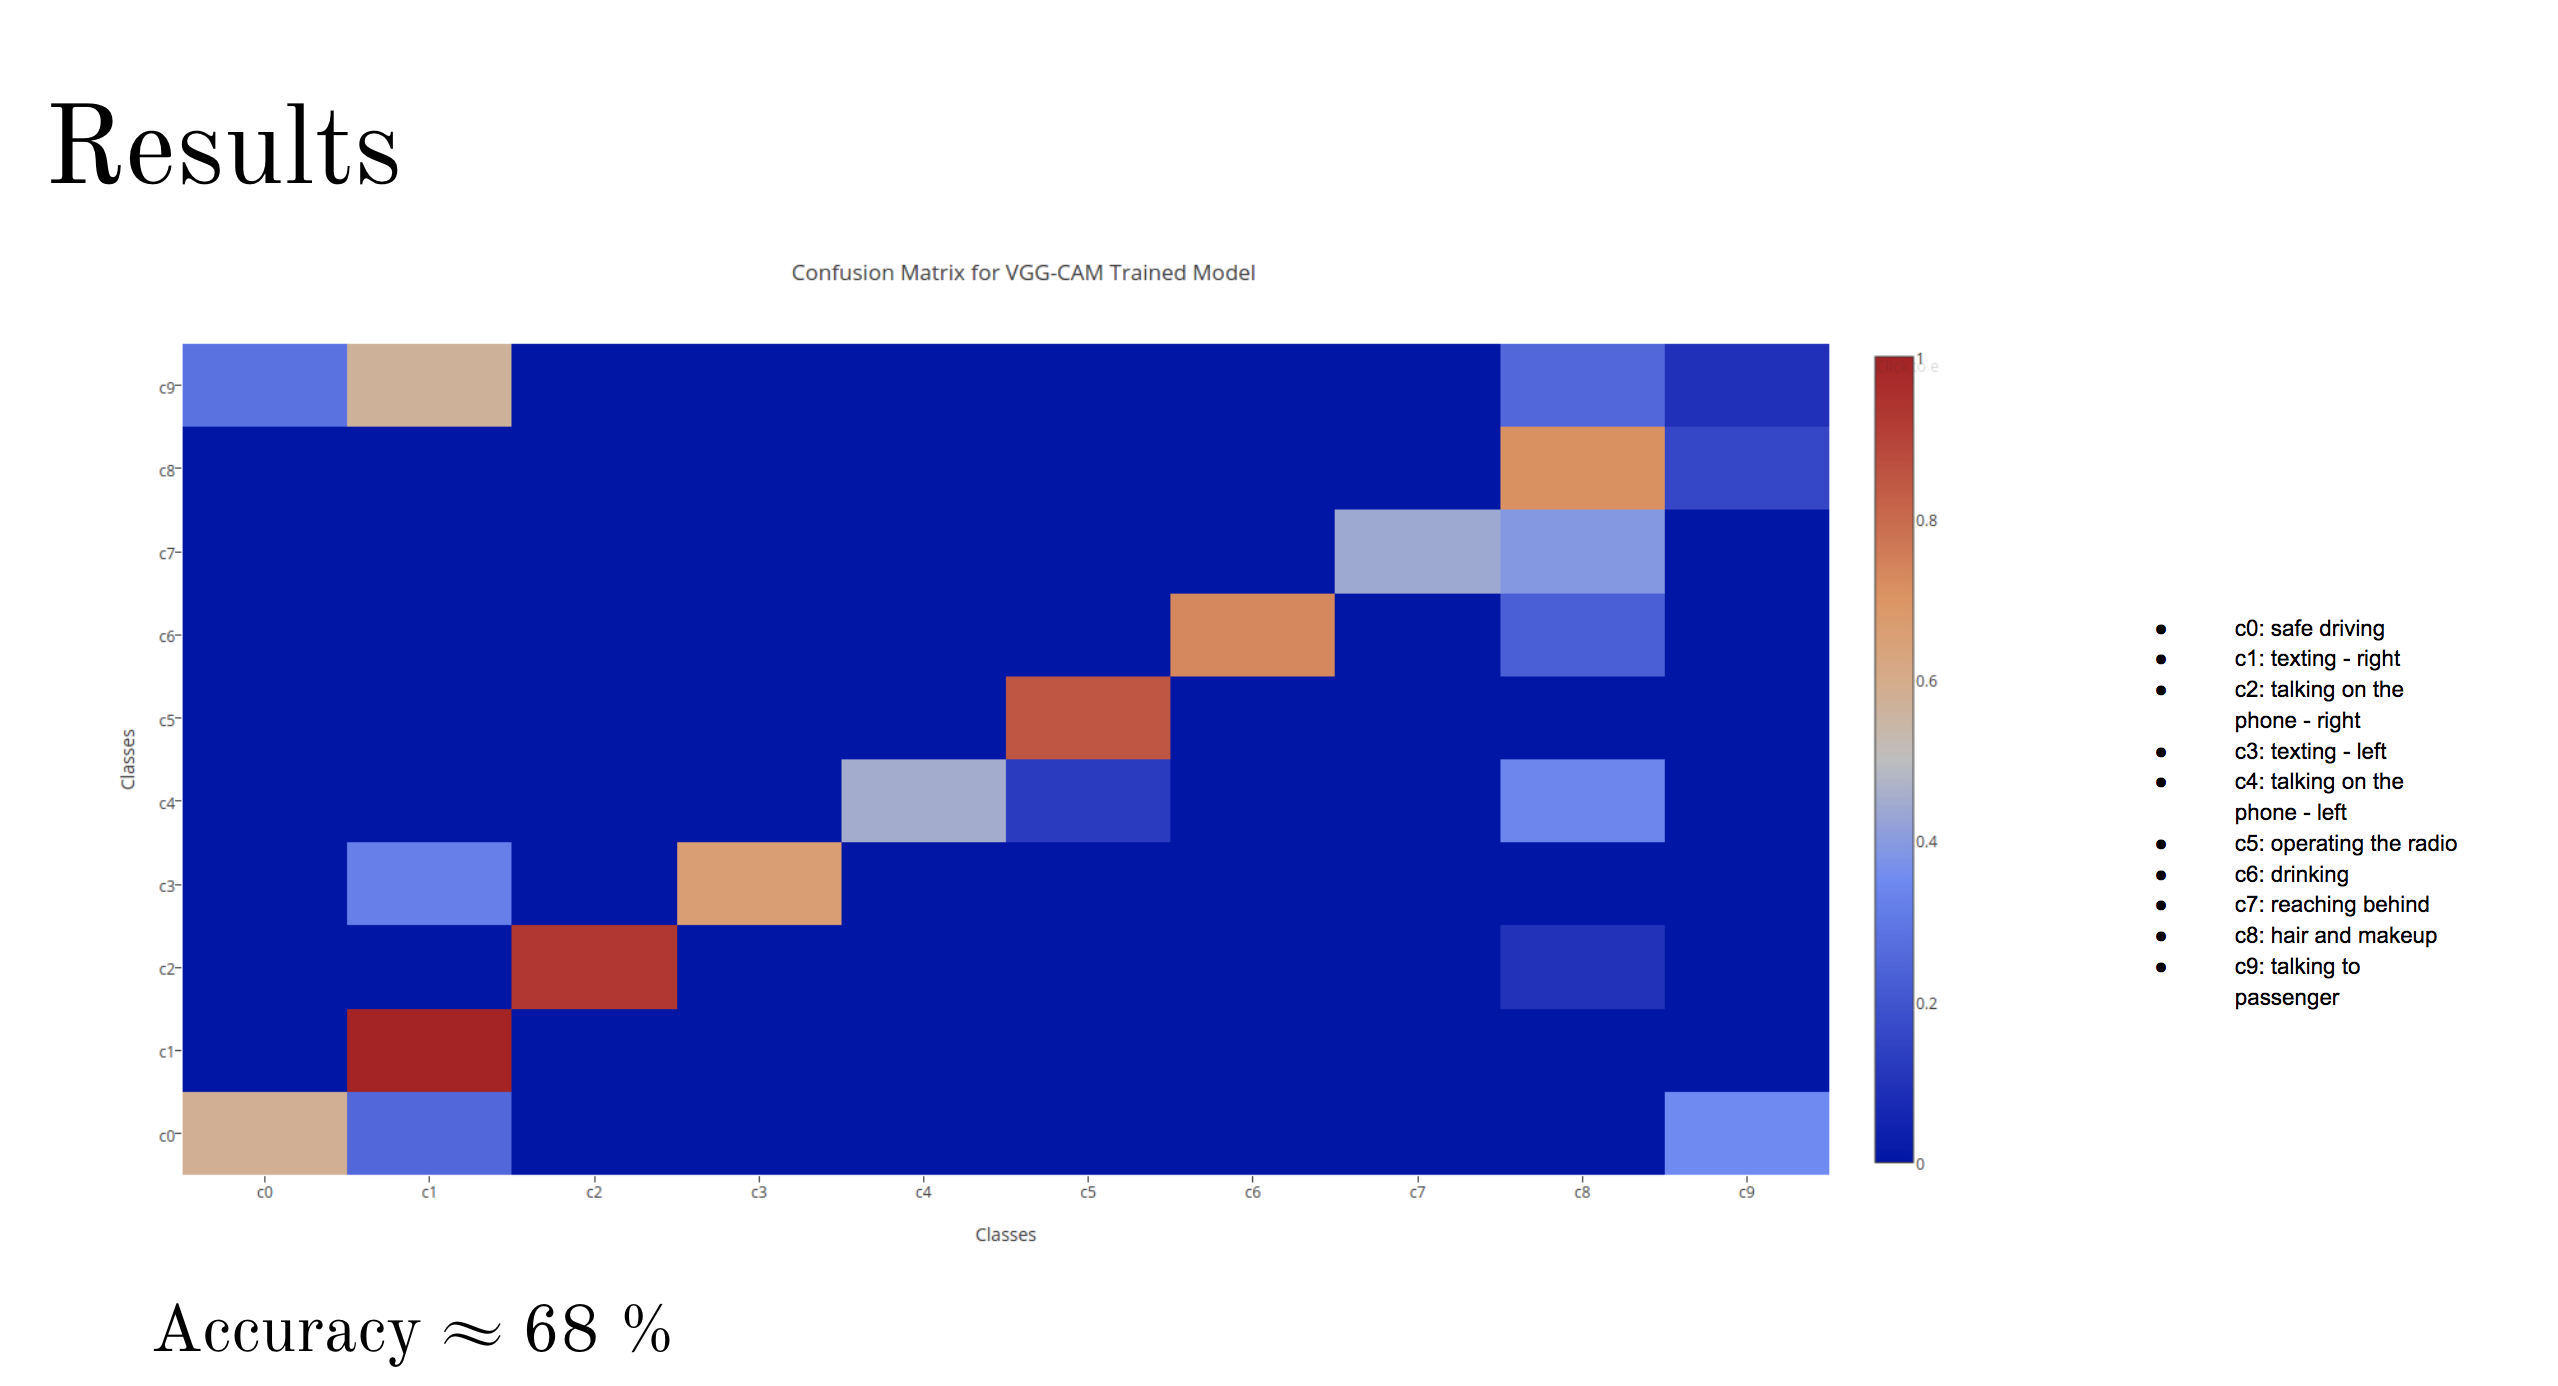 Results
Confusion Matrix for VGG-CAM Trained Model
c9
c8
c7
c6
c5
c4
c3
c2
c1
c0
Classes
c0 c1 c2 c3 c4 c5 c6 c7 c8 c9
Classes
1
0.8
0.6
0.4
0.2
0
• c0: safe driving
• c1: texting - right
• c2: talking on the
phone - right
• c3: texting - left
• c4: talking on the
phone - left
• c5: operating the radio
• c6: drinking
• c7: reaching behind
• c8: hair and makeup
• c9: talking to
passenger
Accuracy ≈ 68 %